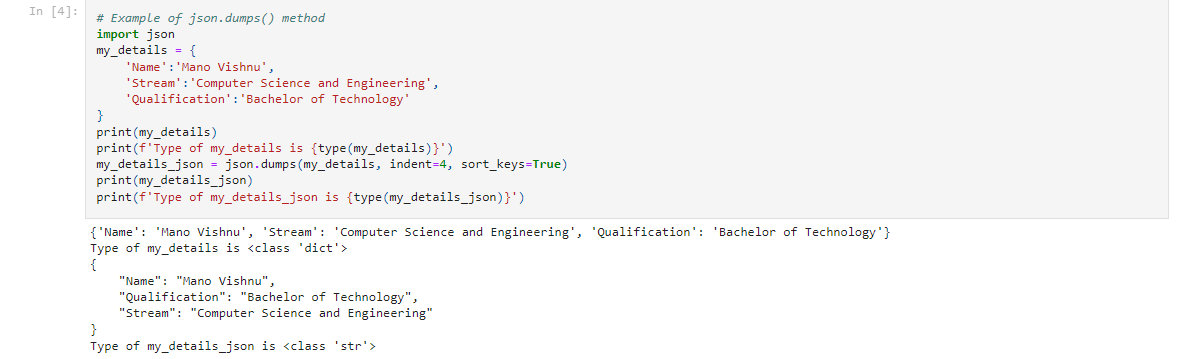 In [4]:
# Example of json.dumps() method
import json
my_details = {
    'Name':'Mano Vishnu',
    'Stream':'Computer Science and Engineering',
    'Qualification':'Bachelor of Technology'
}
print(my_details)
print(f'Type of my_details is {type(my_details)}')
my_details_json = json.dumps(my_details, indent=4, sort_keys=True)
print(my_details_json)
print(f'Type of my_details_json is {type(my_details_json)}')
{'Name': 'Mano Vishnu', 'Stream': 'Computer Science and Engineering', 'Qualification': 'Bachelor of Technology'}
Type of my_details is <class 'dict'>
{
    "Name": "Mano Vishnu",
    "Qualification": "Bachelor of Technology",
    "Stream": "Computer Science and Engineering"
}
Type of my_details_json is <class 'str'>